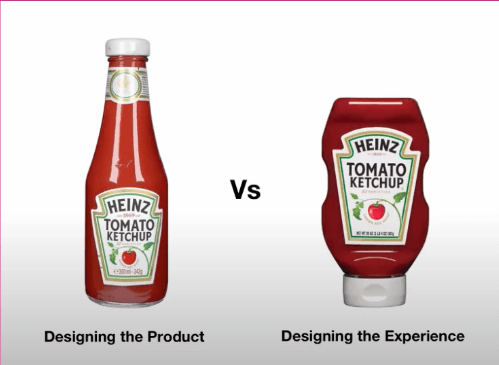 HEINZ
TOMATO
KETCHUP
Vs
HEINZ
TOMATO
KETCHUP
Designing the Product
Designing the Experience